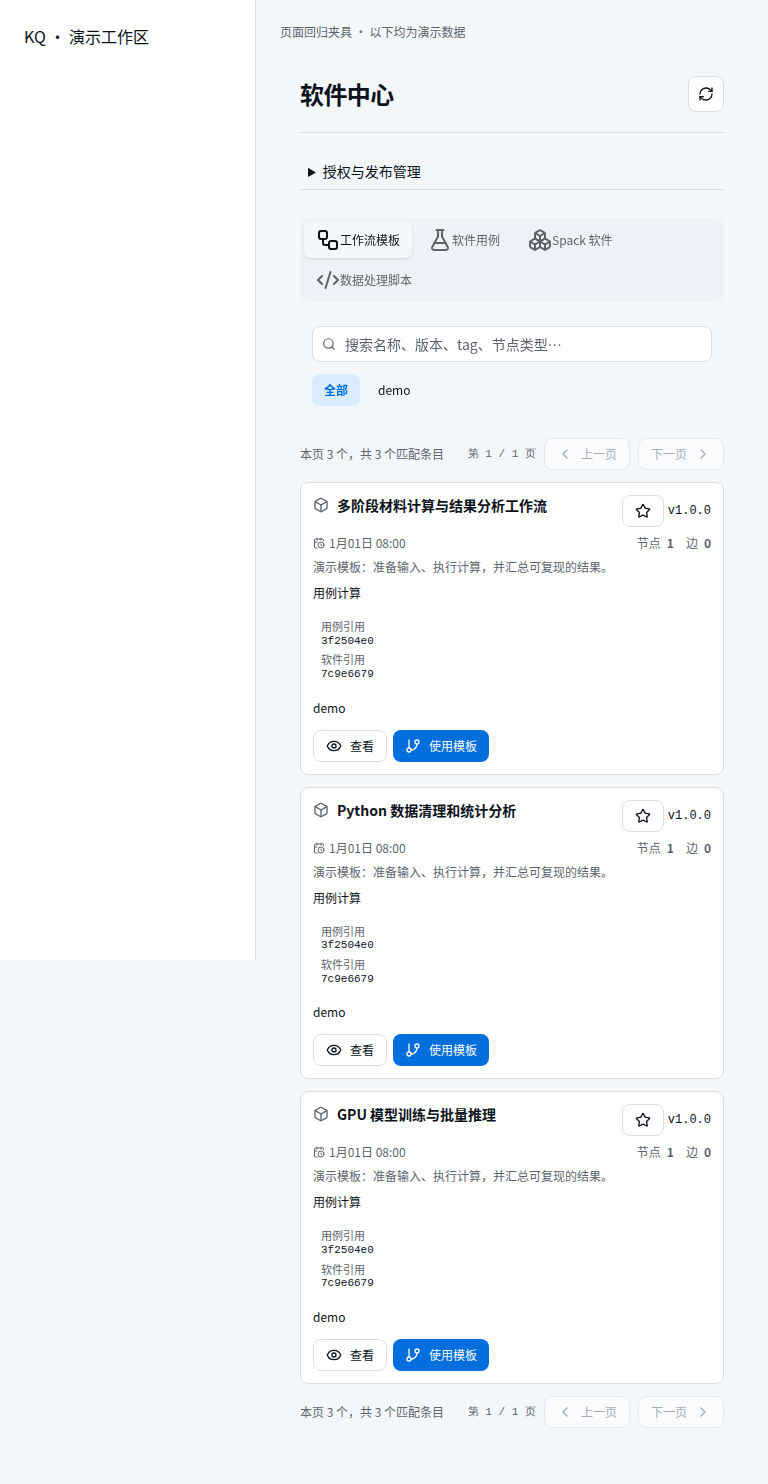 KQ · 演示工作区
页面回归夹具 · 以下均为演示数据
软件中心
授权与发布管理
工作流模板 软件用例 Spack 软件
数据处理脚本
搜索名称、版本、tag、节点类型…
全部 demo
本页 3 个，共 3 个匹配条目 第 1 / 1 页 上一页 下一页
多阶段材料计算与结果分析工作流 v1.0.0
1月01日 08:00 节点 1 边 0
演示模板：准备输入、执行计算，并汇总可复现的结果。
用例计算
用例引用
3f2504e0
软件引用
7c9e6679
demo
查看 使用模板
Python 数据清理和统计分析 v1.0.0
1月01日 08:00 节点 1 边 0
演示模板：准备输入、执行计算，并汇总可复现的结果。
用例计算
用例引用
3f2504e0
软件引用
7c9e6679
demo
查看 使用模板
GPU 模型训练与批量推理 v1.0.0
1月01日 08:00 节点 1 边 0
演示模板：准备输入、执行计算，并汇总可复现的结果。
用例计算
用例引用
3f2504e0
软件引用
7c9e6679
demo
查看 使用模板
本页 3 个，共 3 个匹配条目 第 1 / 1 页 上一页 下一页